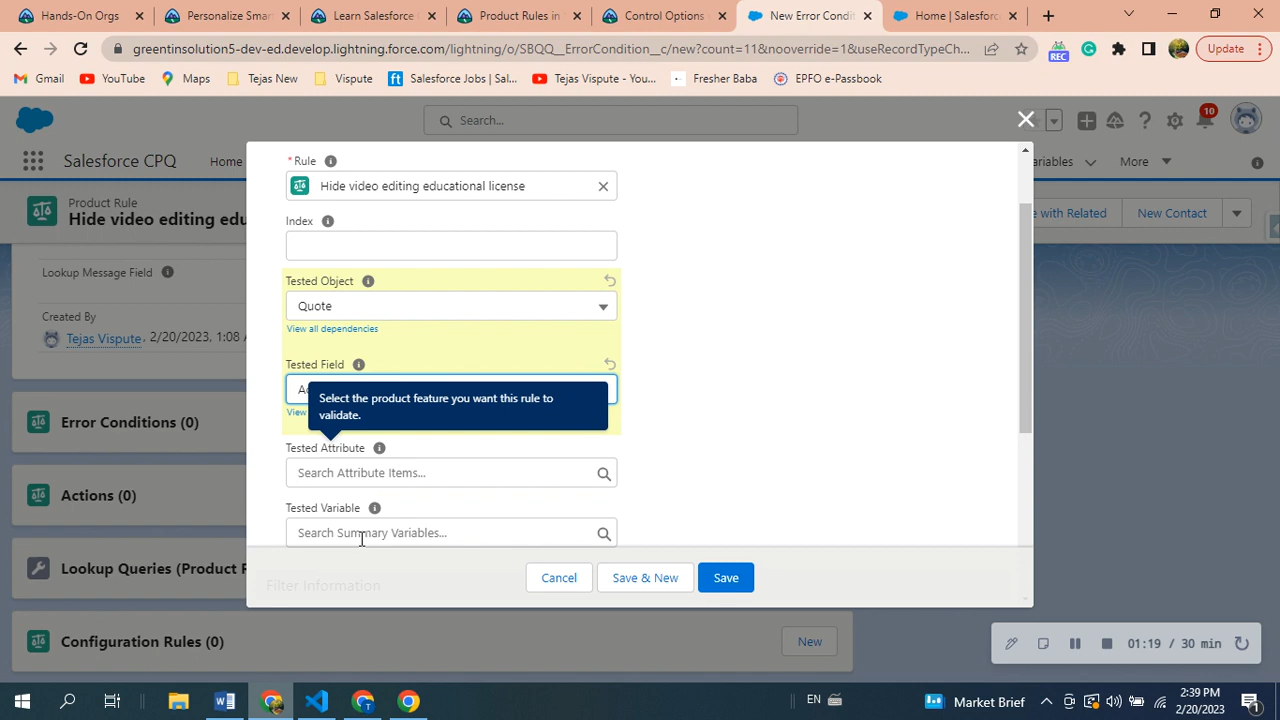 Hands-On Orgs
Personalize Smar
Learn Salesforce
Product Rules in
Control Options
New Error Condi
Home | Salesforc
greentinsolution5-dev-ed.develop.lightning.force.com/lightning/o/SBQQ__ErrorCondition__c/new?count=11&nooverride=1&useRecordTypeCh...
REC
Update
Gmail
YouTube
Maps
Tejas New
Vispute
Salesforce Jobs | Sal...
Tejas Vispute - You...
Fresher Baba
EPFO e-Passbook
Search...
10
Salesforce CPQ
Home
ariables
More
Product Rule
Hide video editing edu
e with Related
New Contact
Lookup Message Field
Created By
Tejas Vispute, 2/20/2023, 1:08 A
Error Conditions (0)
Actions (0)
Lookup Queries (Product R
Configuration Rules (0)
New
* Rule
Hide video editing educational license
Index
Tested Object
Quote
View all dependencies
Tested Field
View
Select the product feature you want this rule to
validate.
Tested Attribute
Search Attribute Items...
Tested Variable
Search Summary Variables...
Filter Information
Cancel
Save & New
Save
01:19 / 30 min
EN
Market Brief
2:39 PM
2/20/2023
1